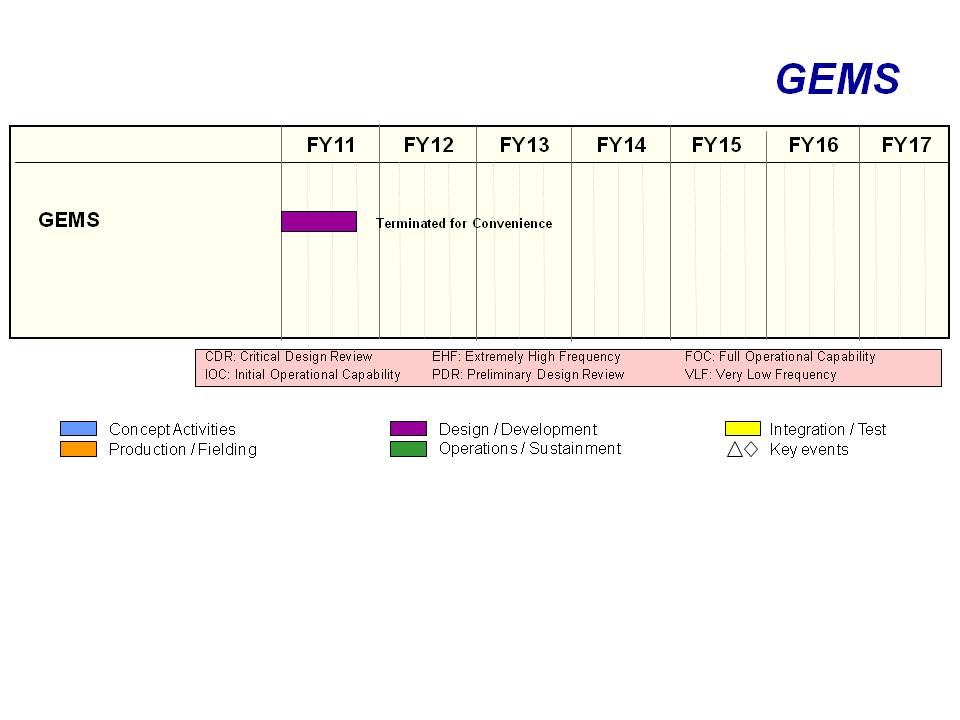 GEMS
FY11 FY12 FY13 FY14 FY15 FY16 FY17
GEMS Terminated for Convenience
CDR: Critical Design Review EHF: Extremely High Frequency FOC: Full Operational Capability
IOC: Initial Operational Capability PDR: Preliminary Design Review VLF: Very Low Frequency
Concept Activities Design / Development Integration / Test
Production / Fielding Operations / Sustainment Key events